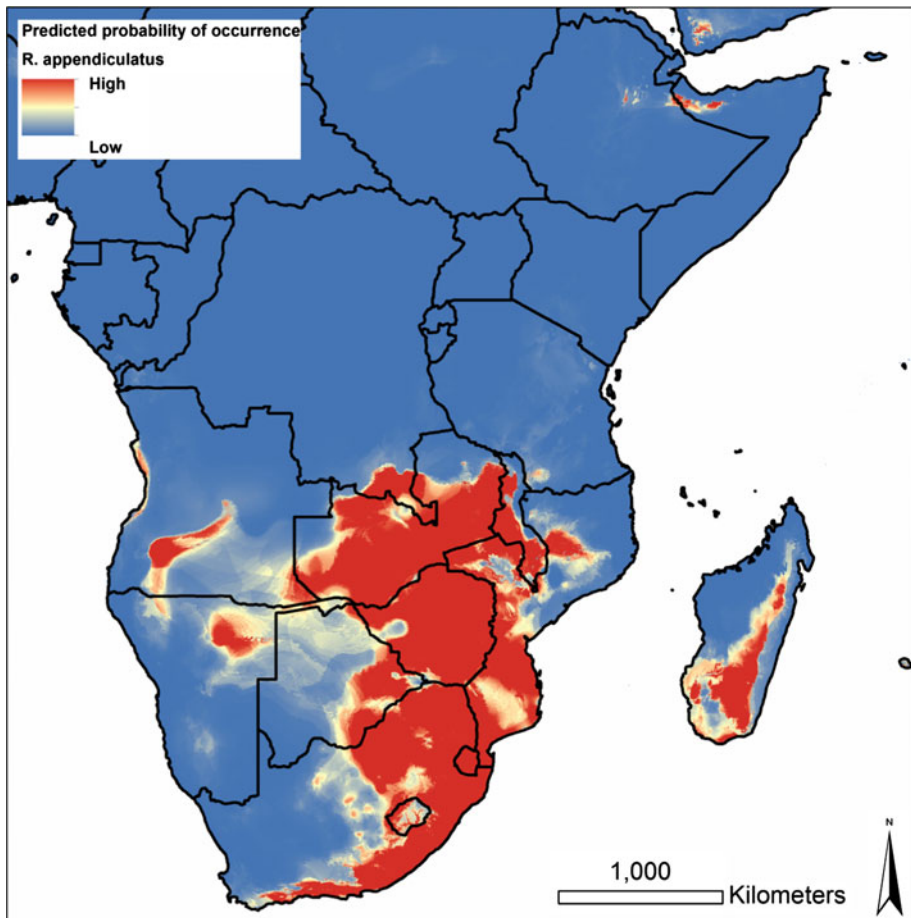 Predicted probability of occurrence
R. appendiculatus
High
Low
N
1,000
Kilometers